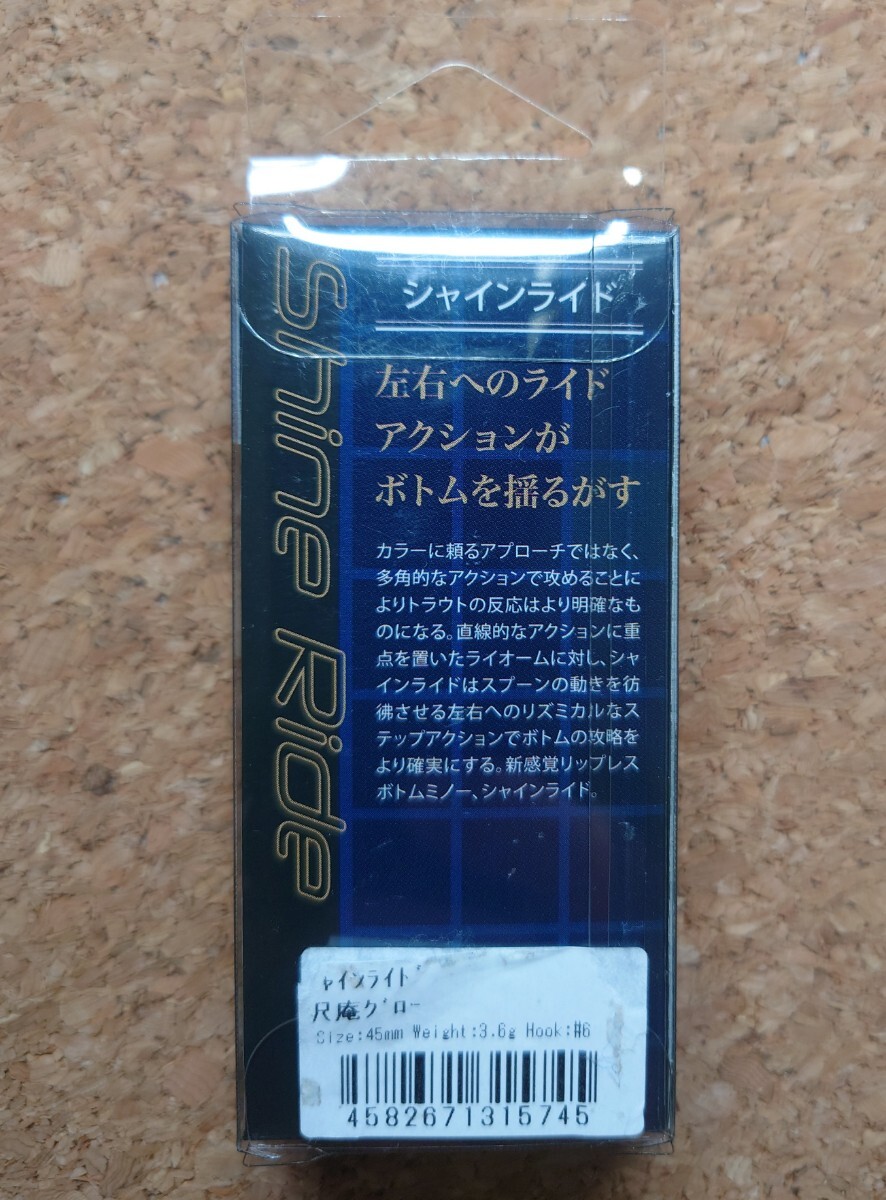 Shine Ride
シャインライド
左右へのライド
アクションが
ボトムを揺るがす
カラーに頼るアプローチではなく、
多角的なアクションで攻めることに
よりトラウトの反応はより明確なも
のになる。直線的なアクションに重
点を置いたライオームに対し、シャ
インライドはスプーンの動きを彷
彿させる左右へのリズミカルなス
テップアクションでボトムの攻略を
より確実にする。新感覚リップレス
ボトムミノー、シャインライド。
ャインライド
尺庵グロー
Size:45mm Weight:3.6g Hook:#6
4582671315745